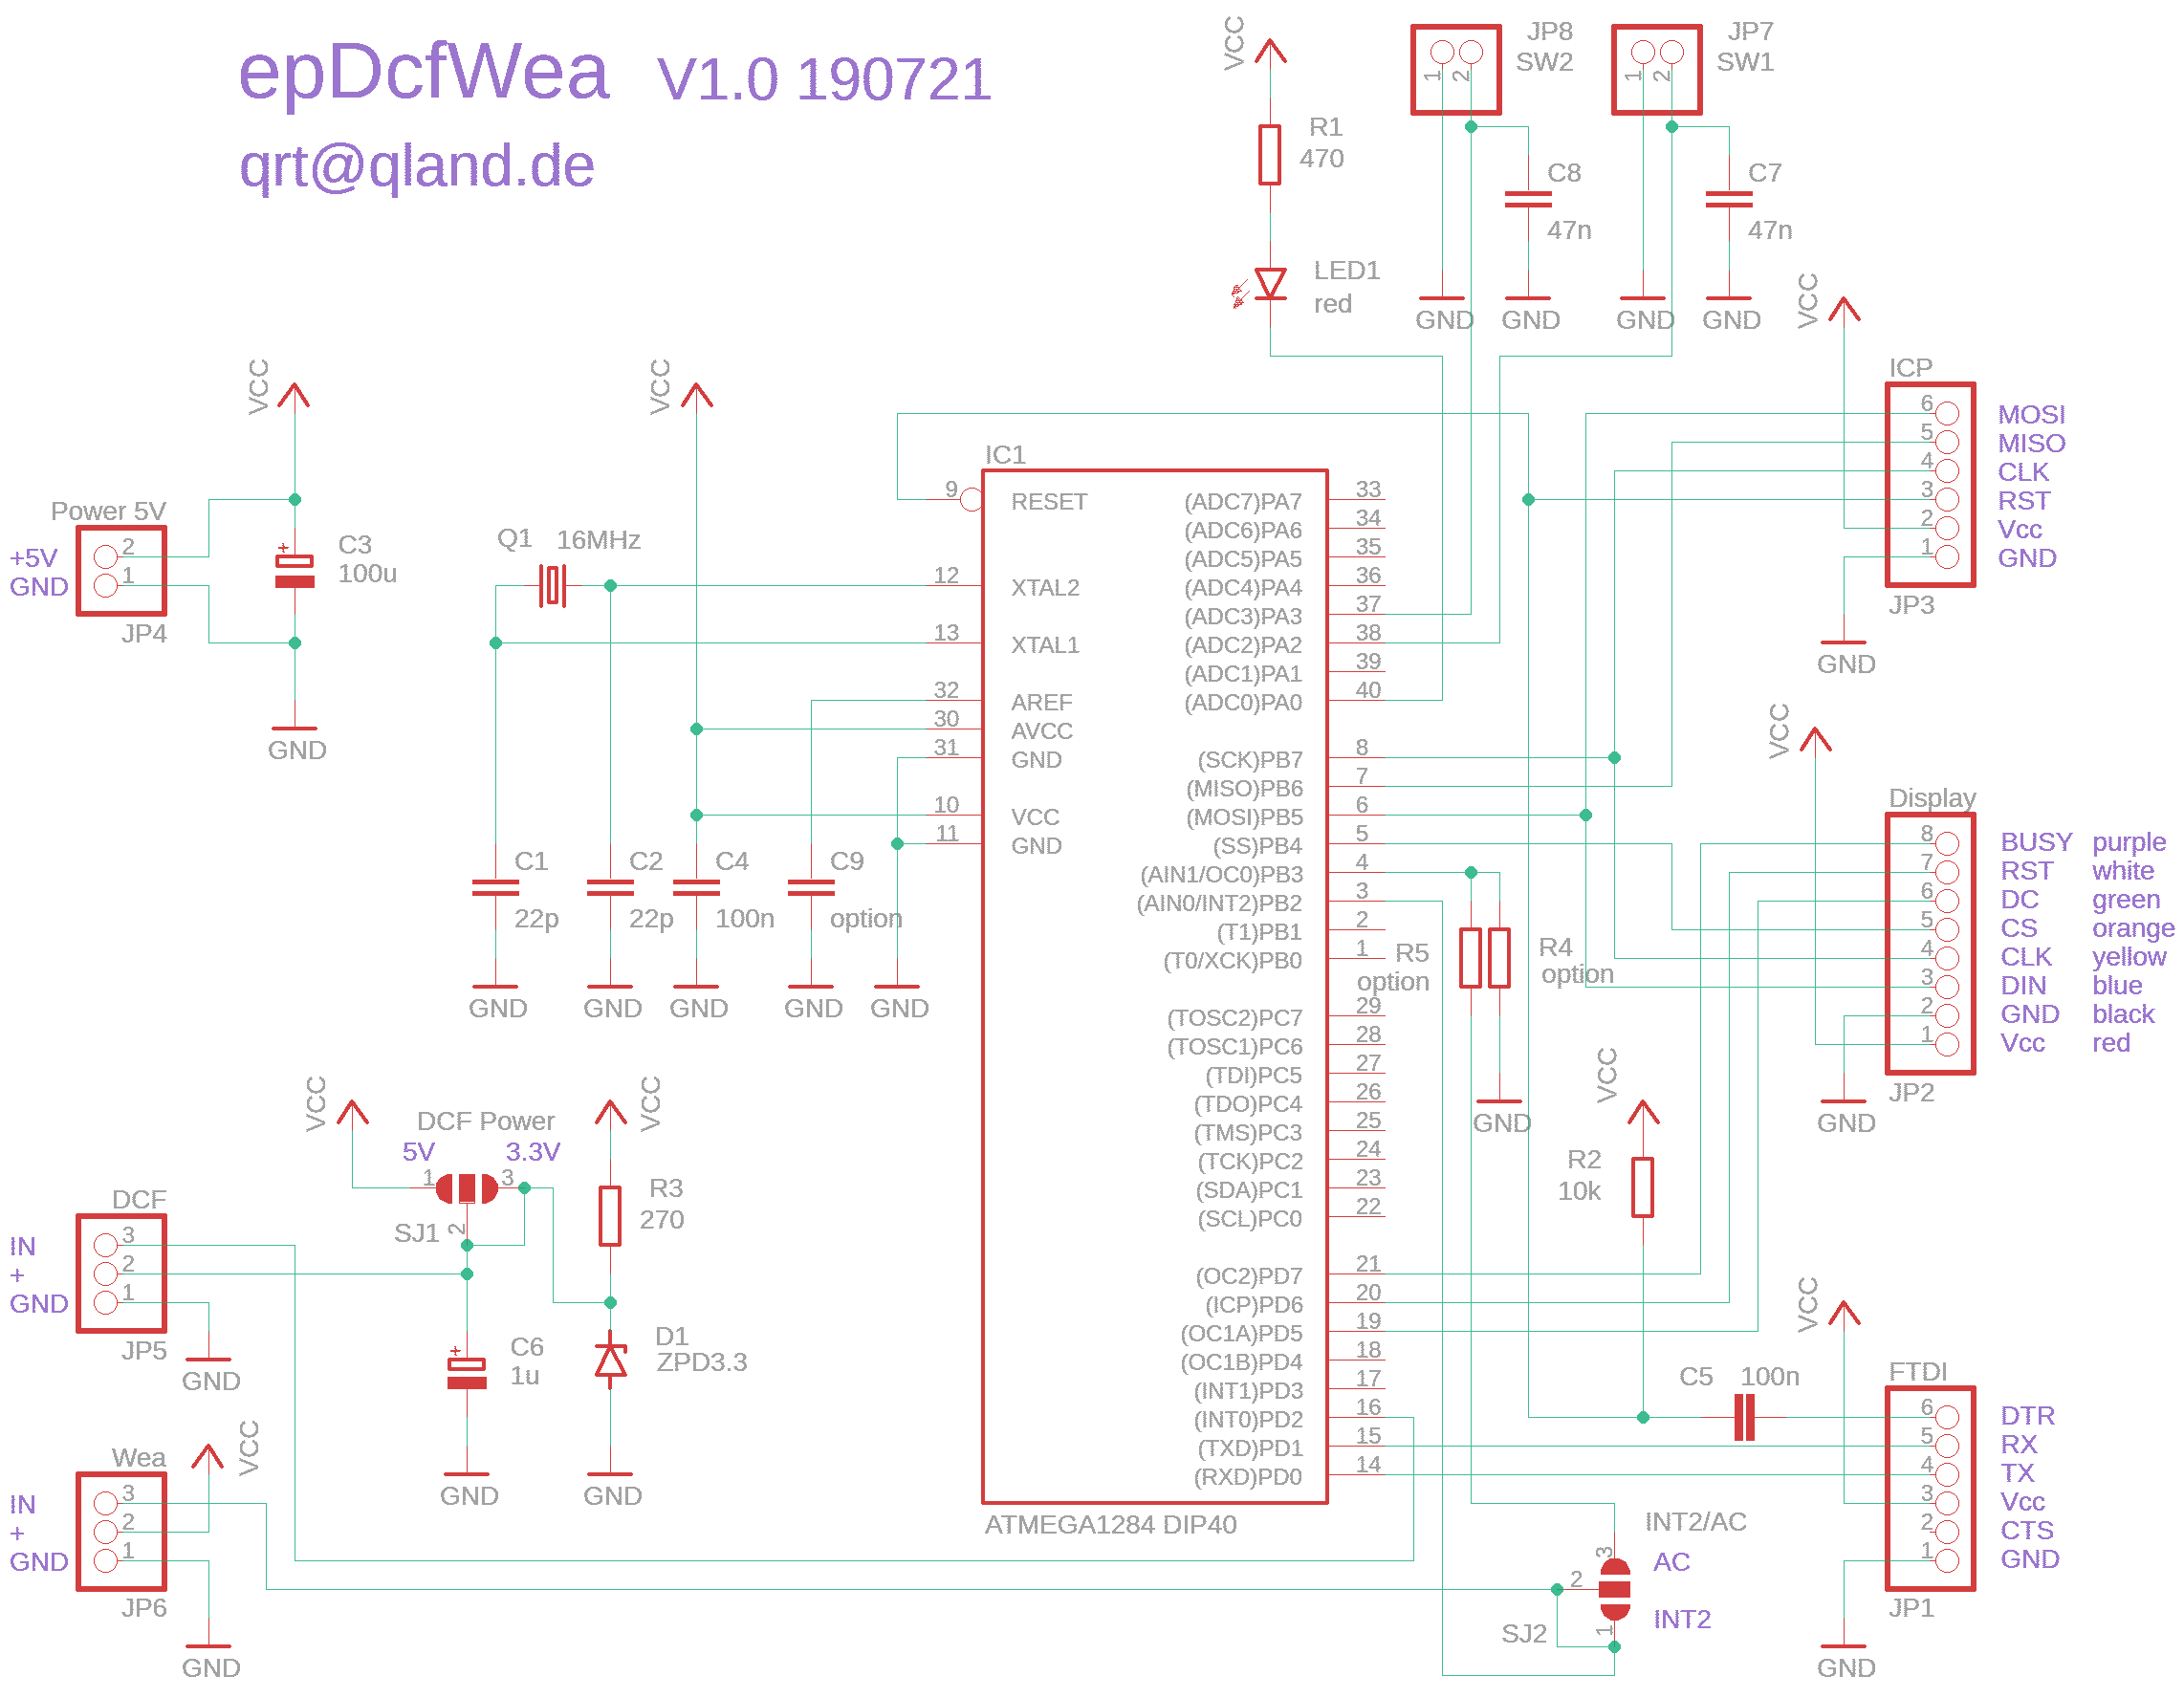 epDcfWea V1.0 190721
qrt@qland.de
VCC
R1
470
LED1
red
JP8
SW2
1
2
C8
47n
GND
GND
JP7
SW1
1
2
C7
47n
GND
GND
VCC
ICP
6 MOSI
5 MISO
4 CLK
3 RST
2 Vcc
1 GND
JP3
GND
VCC
Power 5V
+5V 2
GND 1
JP4
C3
100u
GND
VCC
Q1 16MHz
C1
22p
GND
C2
22p
GND
C4
100n
GND
C9
option
GND
GND
IC1
9 RESET
12 XTAL2
13 XTAL1
32 AREF
30 AVCC
31 GND
10 VCC
11 GND
(ADC7)PA7 33
(ADC6)PA6 34
(ADC5)PA5 35
(ADC4)PA4 36
(ADC3)PA3 37
(ADC2)PA2 38
(ADC1)PA1 39
(ADC0)PA0 40
(SCK)PB7 8
(MISO)PB6 7
(MOSI)PB5 6
(SS)PB4 5
(AIN1/OC0)PB3 4
(AIN0/INT2)PB2 3
(T1)PB1 2
(T0/XCK)PB0 1
(TOSC2)PC7 29
(TOSC1)PC6 28
(TDI)PC5 27
(TDO)PC4 26
(TMS)PC3 25
(TCK)PC2 24
(SDA)PC1 23
(SCL)PC0 22
(OC2)PD7 21
(ICP)PD6 20
(OC1A)PD5 19
(OC1B)PD4 18
(INT1)PD3 17
(INT0)PD2 16
(TXD)PD1 15
(RXD)PD0 14
ATMEGA1284 DIP40
R5
option
R4
option
GND
VCC
Display
8 BUSY purple
7 RST white
6 DC green
5 CS orange
4 CLK yellow
3 DIN blue
2 GND black
1 Vcc red
JP2
GND
VCC
R2
10k
VCC
DCF Power
5V 3.3V
1 3
SJ1 2
VCC
R3
270
D1
ZPD3.3
GND
C6
1u
GND
DCF
IN 3
+ 2
GND 1
JP5
GND
VCC
Wea
IN 3
+ 2
GND 1
JP6
GND
VCC
C5 100n
FTDI
6 DTR
5 RX
4 TX
3 Vcc
2 CTS
1 GND
JP1
GND
INT2/AC
3 AC
2
1 INT2
SJ2